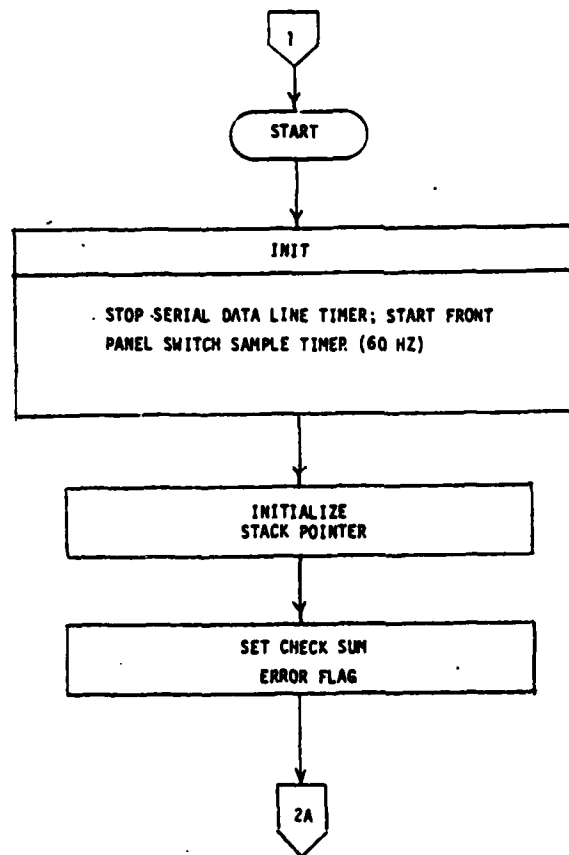 1
START
INIT
STOP SERIAL DATA LINE TIMER; START FRONT
PANEL SWITCH SAMPLE TIMER. (60 HZ)
INITIALIZE
STACK POINTER
SET CHECK SUM
ERROR FLAG
2A